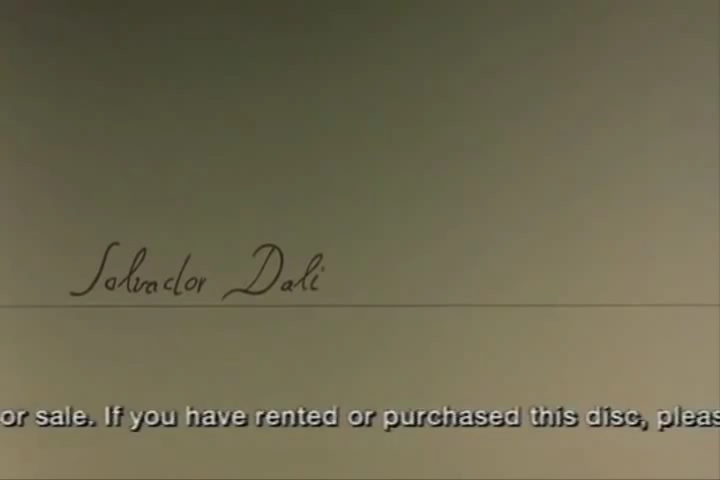 Salvador Dali
or sale. If you have rented or purchased this disc, pleas